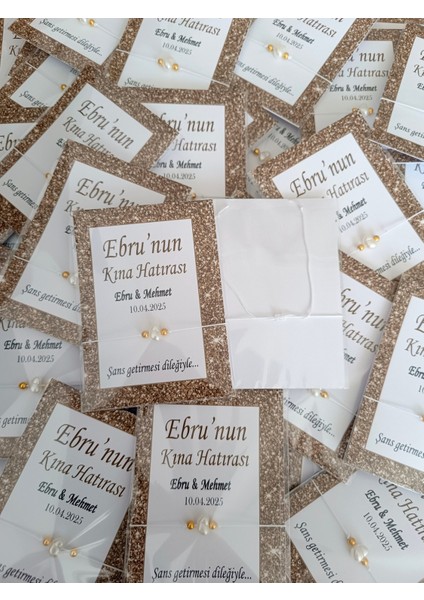 Ebru'nun
Kına Hatırası
Ebru & Mehmet
10.04.2025
Şans getirmesi dileğiyle...